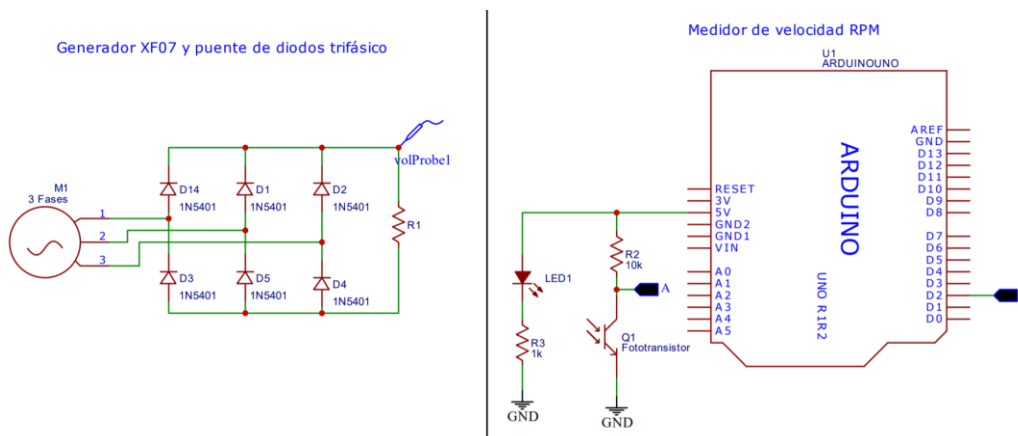 Generador XF07 y puente de diodos trifásico
volProbe1
M1
3 Fases
1
2
3
D14
1N5401
D1
1N5401
D2
1N5401
R1
D3
1N5401
D5
1N5401
D4
1N5401
Medidor de velocidad RPM
U1
ARDUINOUNO
ARDUINO
UNO R1R2
RESET
3V
5V
GND2
GND1
VIN
A0
A1
A2
A3
A4
A5
AREF
GND
D13
D12
D11
D10
D9
D8
D7
D6
D5
D4
D3
D2
D1
D0
LED1
R2
10k
A
R3
1k
Q1
Fototransistor
GND
GND